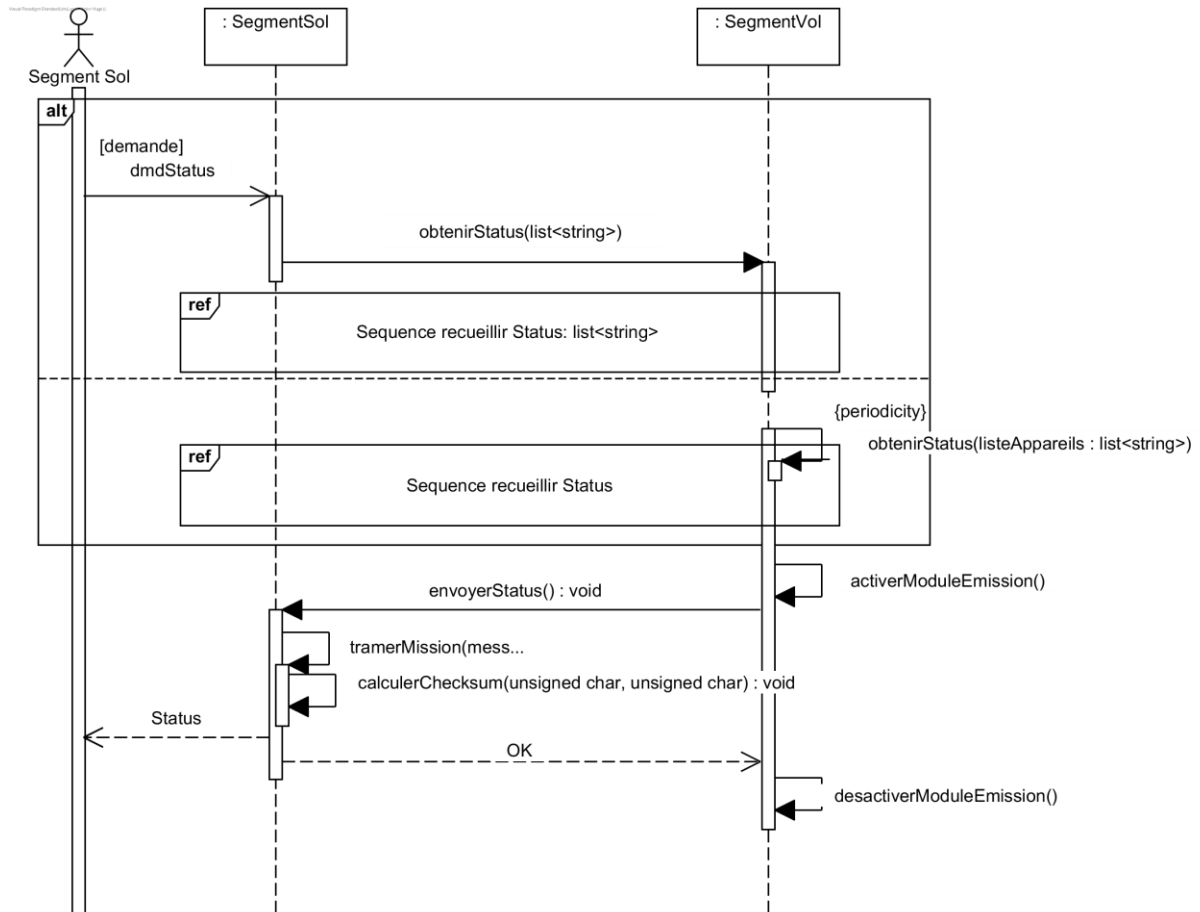 : SegmentSol
: SegmentVol
Segment Sol
alt
[demande]
dmdStatus
obtenirStatus(list<string>)
ref
Sequence recueillir Status: list<string>
{periodicity}
obtenirStatus(listeAppareils : list<string>)
ref
Sequence recueillir Status
activerModuleEmission()
envoyerStatus() : void
tramerMission(mess...
calculerChecksum(unsigned char, unsigned char) : void
Status
OK
desactiverModuleEmission()